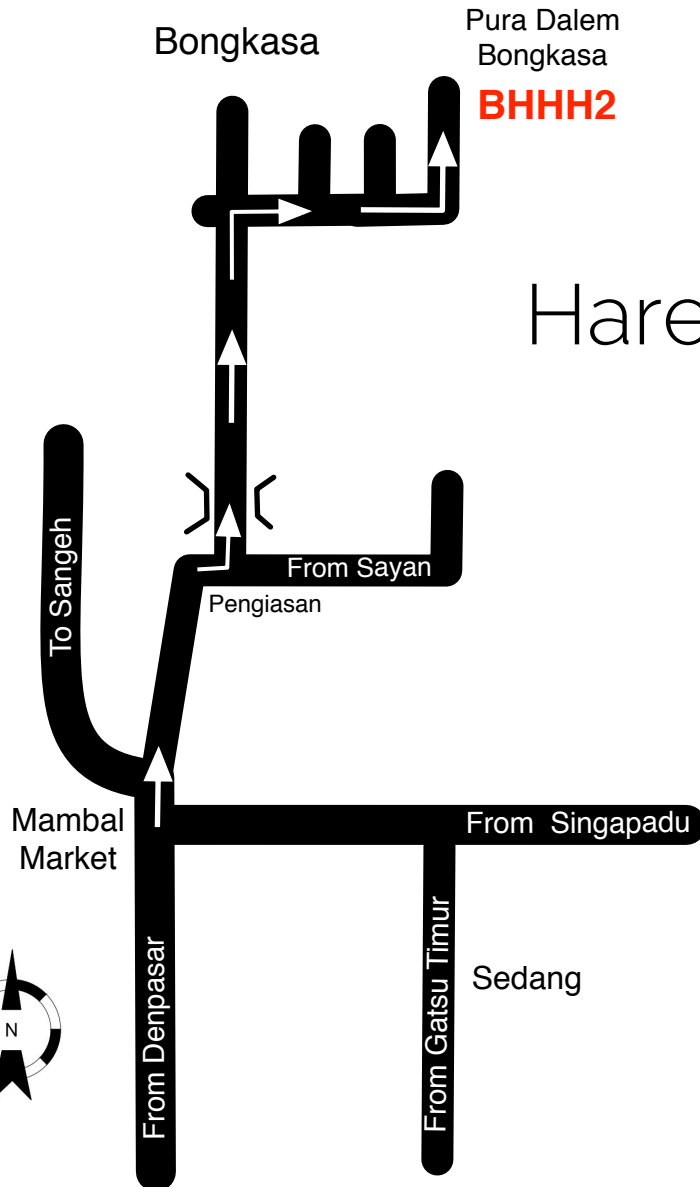 Bongkasa
Pura Dalem
Bongkasa
BHHH2
Hare
To Sangeh
From Sayan
Pengiasan
Mambal
Market
From  Singapadu
From Denpasar
From Gatsu Timur
Sedang
N